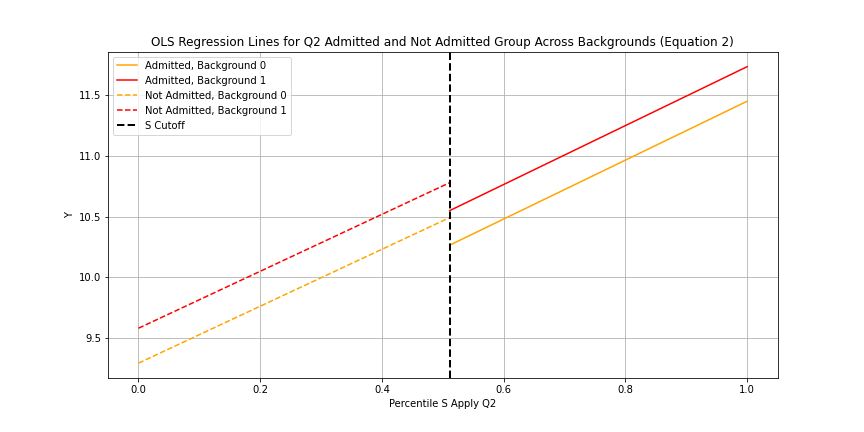 OLS Regression Lines for Q2 Admitted and Not Admitted Group Across Backgrounds (Equation 2)
Admitted, Background 0
Admitted, Background 1
Not Admitted, Background 0
Not Admitted, Background 1
S Cutoff
Y
11.5
11.0
10.5
10.0
9.5
0.0 0.2 0.4 0.6 0.8 1.0
Percentile S Apply Q2